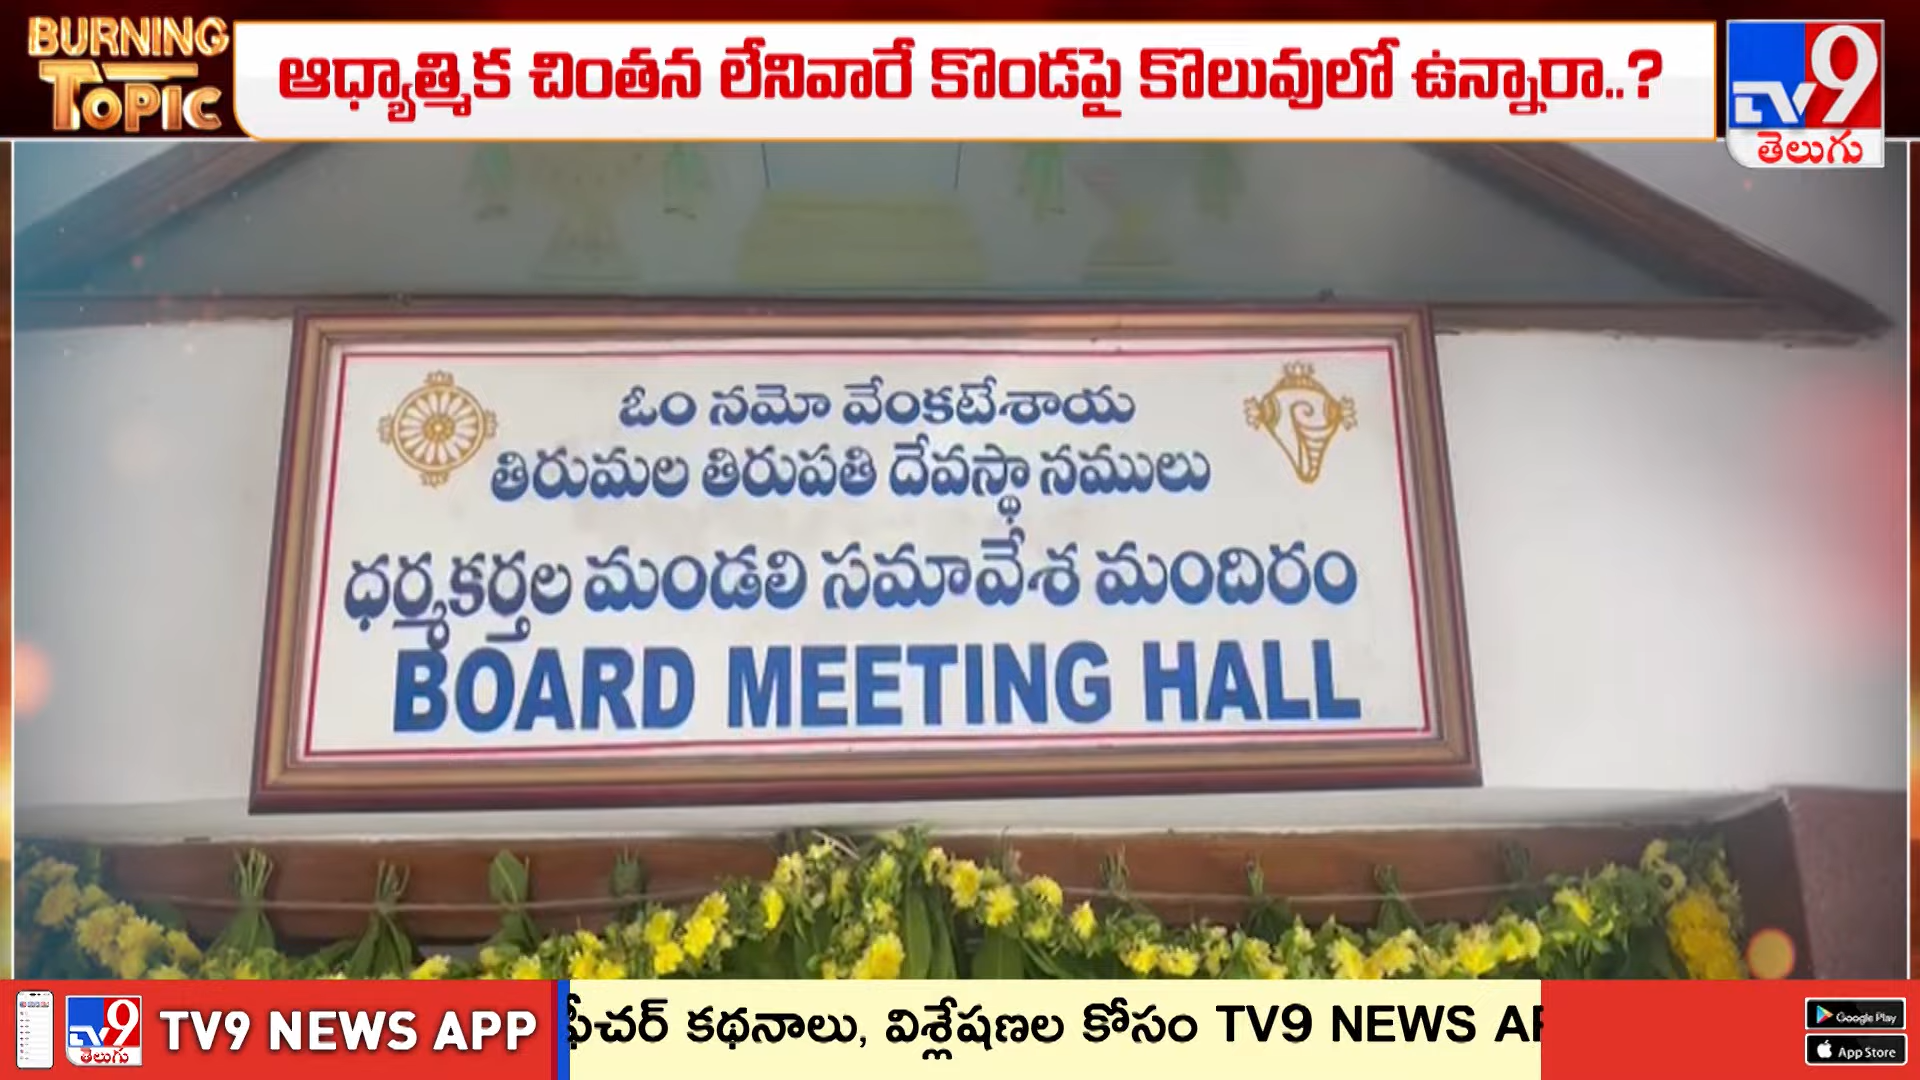 BURNING
TOPIC
ఆధ్యాత్మిక చింతన లేనివారే కొండపై కొలువులో ఉన్నారా..?
TV9
తెలుగు
ఓం నమో వేంకటేశాయ
తిరుమల తిరుపతి దేవస్థానములు
ధర్మకర్తల మండలి సమావేశ మందిరం
BOARD MEETING HALL
TV9
తెలుగు
TV9 NEWS APP
ఫీచర్ కథనాలు, విశ్లేషణల కోసం TV9 NEWS AP
Google Play
App Store